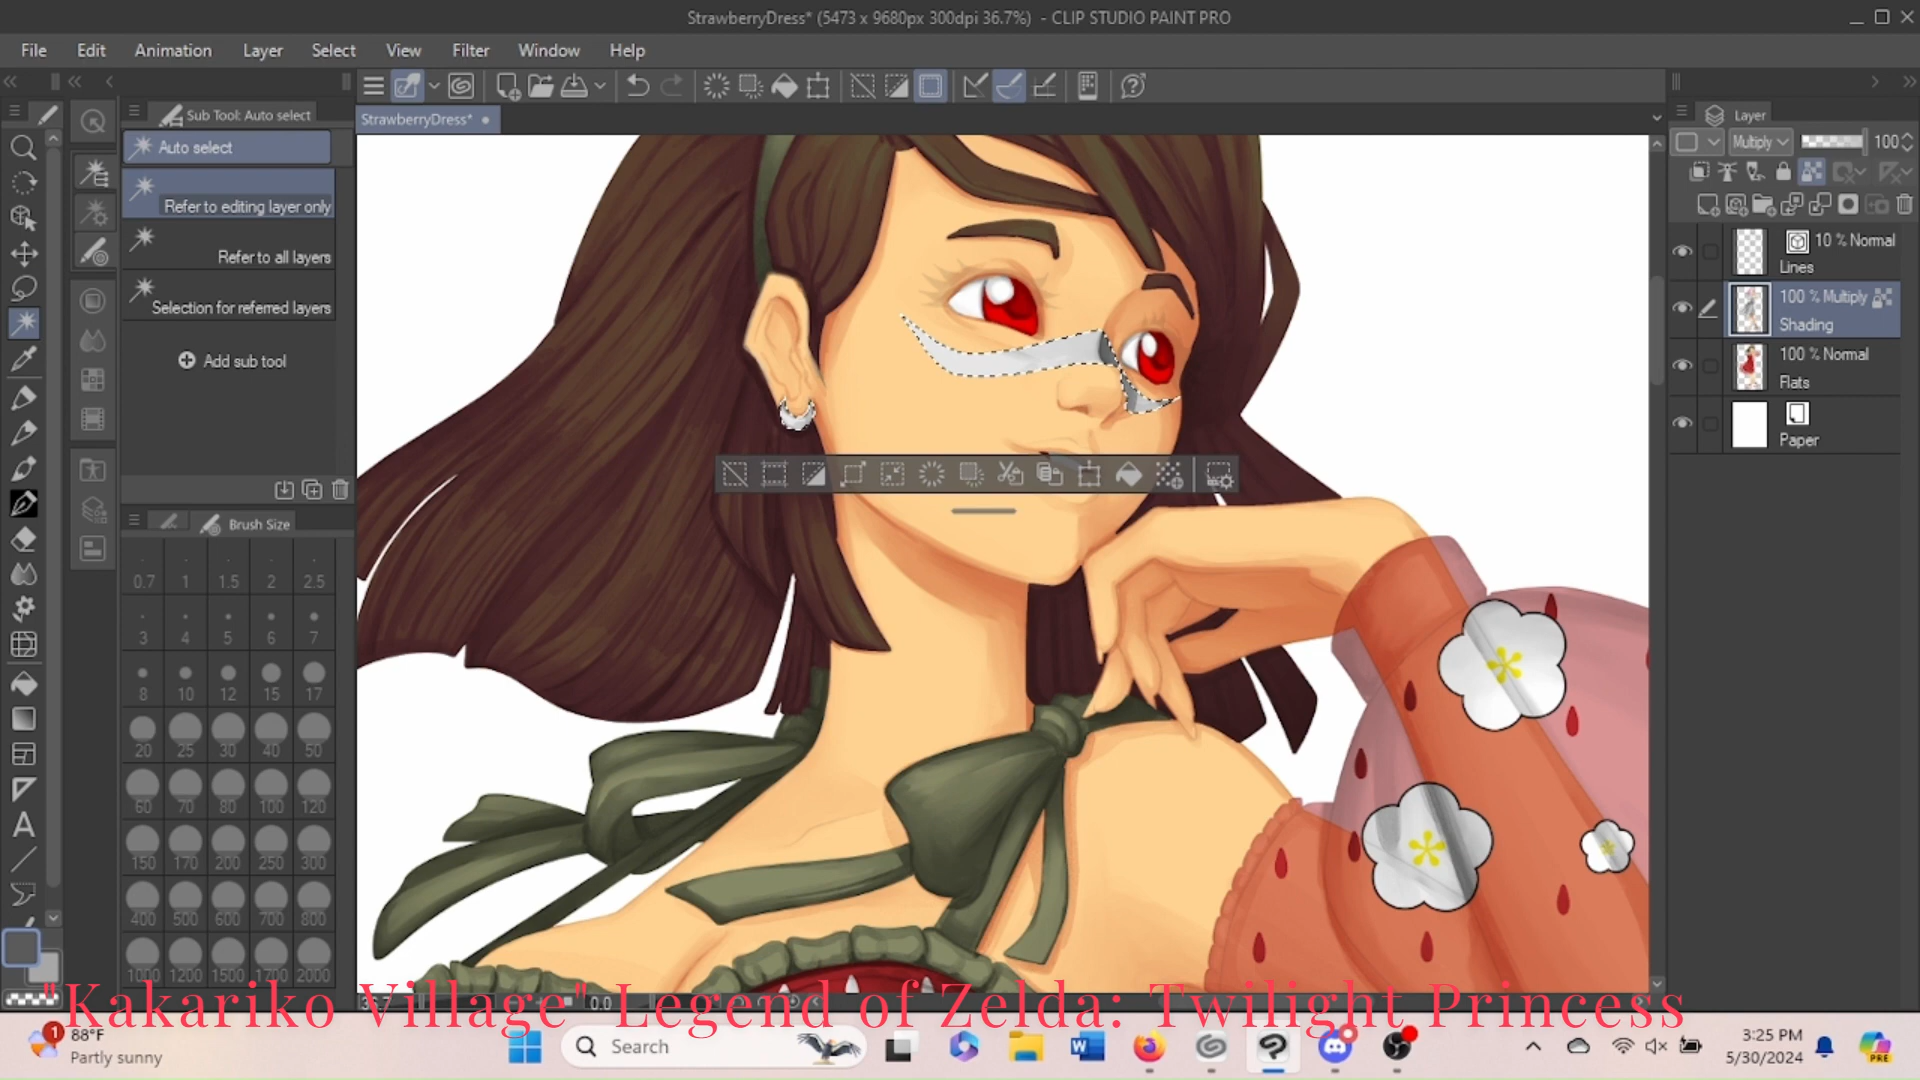 StrawberryDress* (5473 x 9680px 300dpi 36.7%) - CLIP STUDIO PAINT PRO
File Edit Animation Layer Select View Filter Window Help
Sub Tool: Auto select
Auto select
Refer to editing layer only
Refer to all layers
Selection for referred layers
Add sub tool
StrawberryDress*
Layer
Multiply 100
10 % Normal
Lines
100 % Multiply
Shading
100 % Normal
Flats
Paper
Brush Size
0.7 1 1.5 2 2.5
3 4 5 6 7
8 10 12 15 17
20 25 30 40 50
60 70 80 100 120
150 170 200 250 300
400 500 600 700 800
1000 1200 1500 1700 2000
0.0
"Kakariko Village" Legend of Zelda: Twilight Princess
1
88°F
Partly sunny
Search
3:25 PM
5/30/2024
PRE